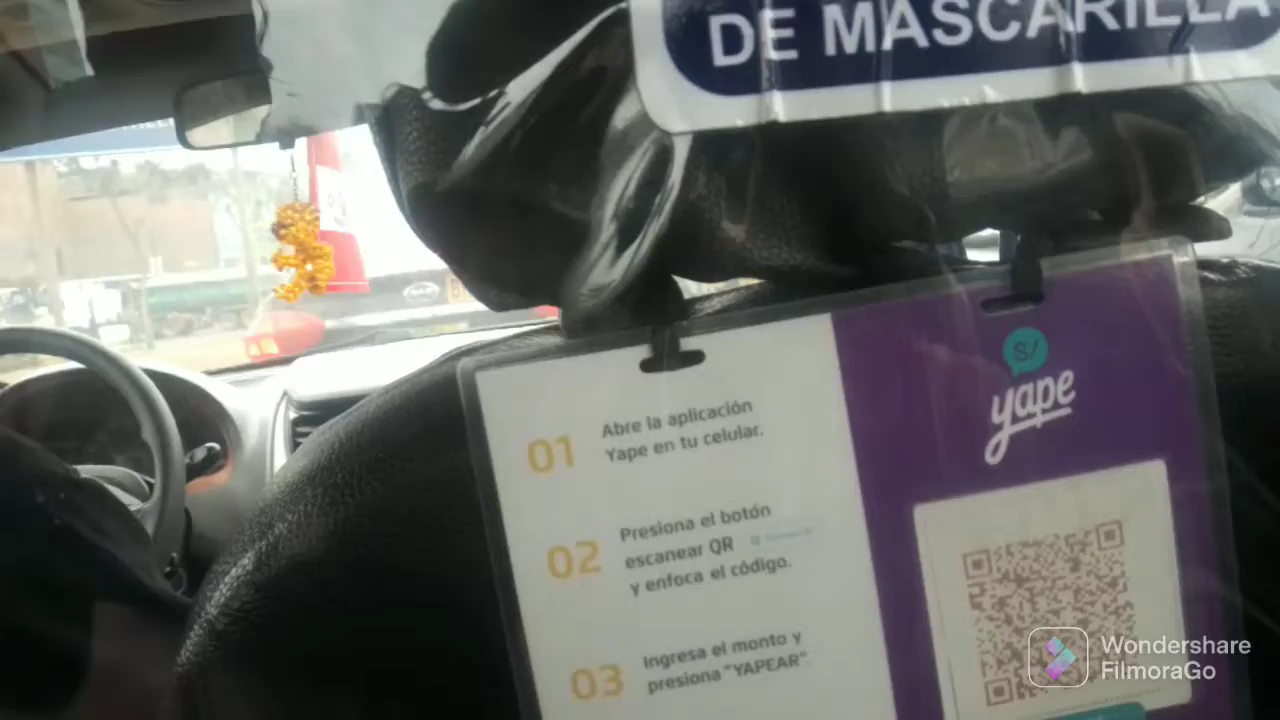 DE MASCARILLA
S/
yape
01
Abre la aplicación
Yape en tu celular.
02
Presiona el botón
escanear QR
y enfoca el código.
03
Ingresa el monto y
presiona "YAPEAR".
Wondershare
FilmoraGo